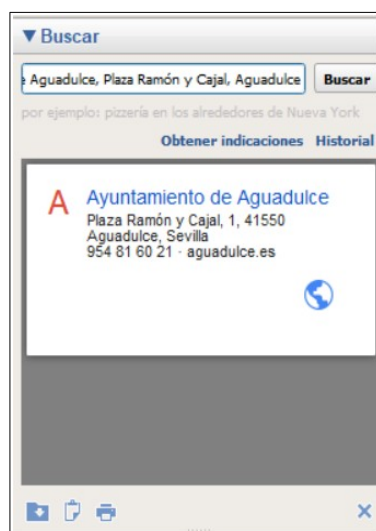 Buscar
Aguadulce, Plaza Ramón y Cajal, Aguadulce
Buscar
por ejemplo: pizzería en los alrededores de Nueva York
Obtener indicaciones Historial
A
Ayuntamiento de Aguadulce
Plaza Ramón y Cajal, 1, 41550
Aguadulce, Sevilla
954 81 60 21 · aguadulce.es